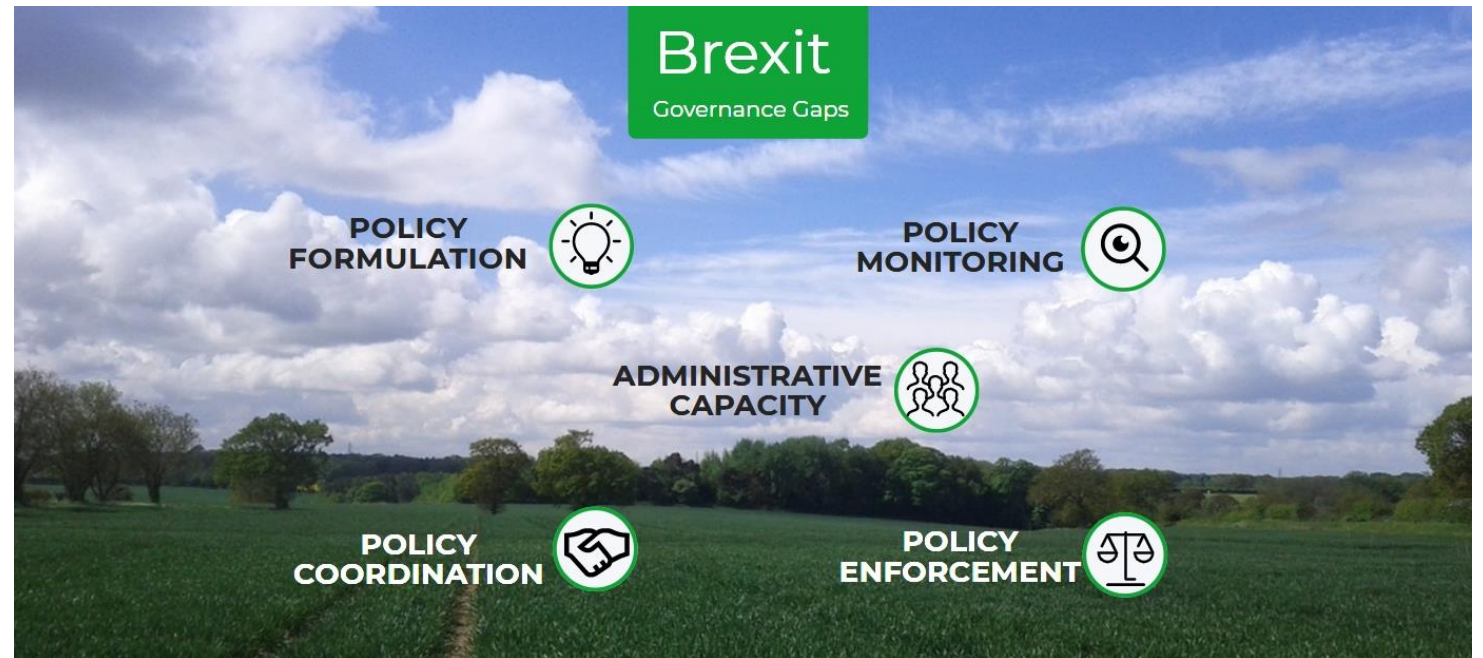 Brexit
Governance Gaps
POLICY
FORMULATION
POLICY
MONITORING
ADMINISTRATIVE
CAPACITY
POLICY
COORDINATION
POLICY
ENFORCEMENT